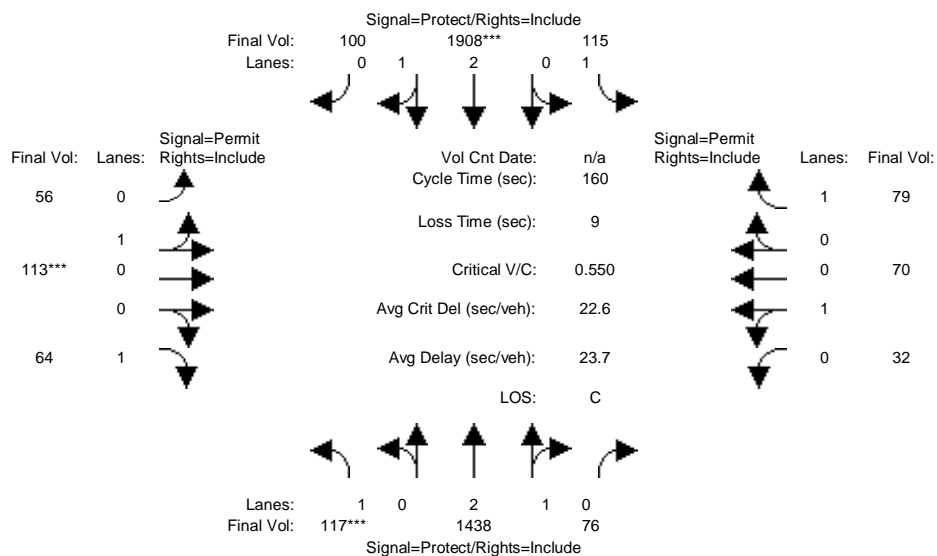 Signal=Protect/Rights=Include
Final Vol: 100 1908*** 115
Lanes: 0 1 2 0 1
Signal=Permit
Final Vol: Lanes: Rights=Include
Vol Cnt Date: n/a
Signal=Permit
Rights=Include Lanes: Final Vol:
Cycle Time (sec): 160
56 0
1 79
Loss Time (sec): 9
1
0
113*** 0
Critical V/C: 0.550
0 70
0
Avg Crit Del (sec/veh): 22.6
1
64 1
Avg Delay (sec/veh): 23.7
0 32
LOS: C
Lanes: 1 0 2 1 0
Final Vol: 117*** 1438 76
Signal=Protect/Rights=Include